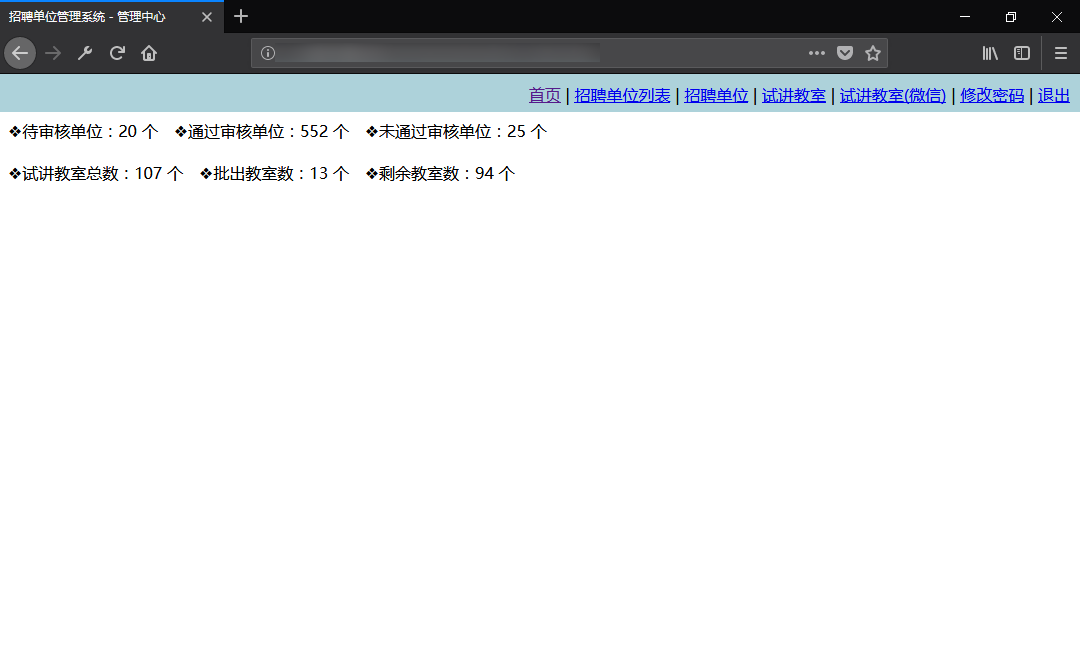 招聘单位管理系统 - 管理中心
首页 | 招聘单位列表 | 招聘单位 | 试讲教室 | 试讲教室(微信) | 修改密码 | 退出
❖待审核单位：20 个 ❖通过审核单位：552 个 ❖未通过审核单位：25 个
❖试讲教室总数：107 个 ❖批出教室数：13 个 ❖剩余教室数：94 个